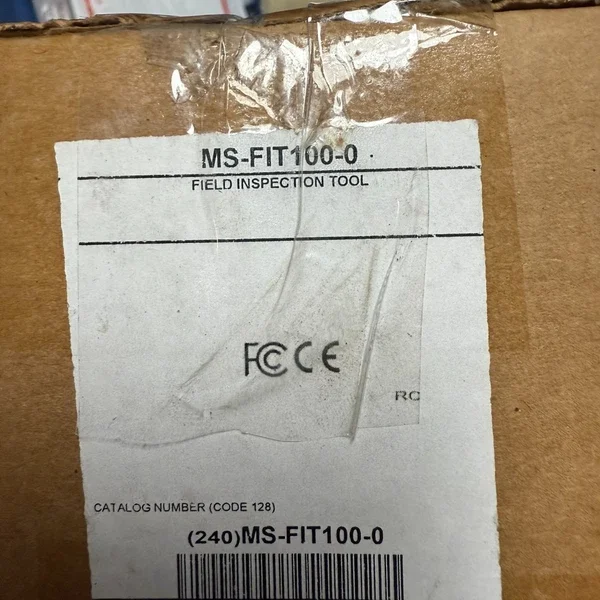 MS-FIT100-0
FIELD INSPECTION TOOL
FC CE
RC
CATALOG NUMBER (CODE 128)
(240)MS-FIT100-0